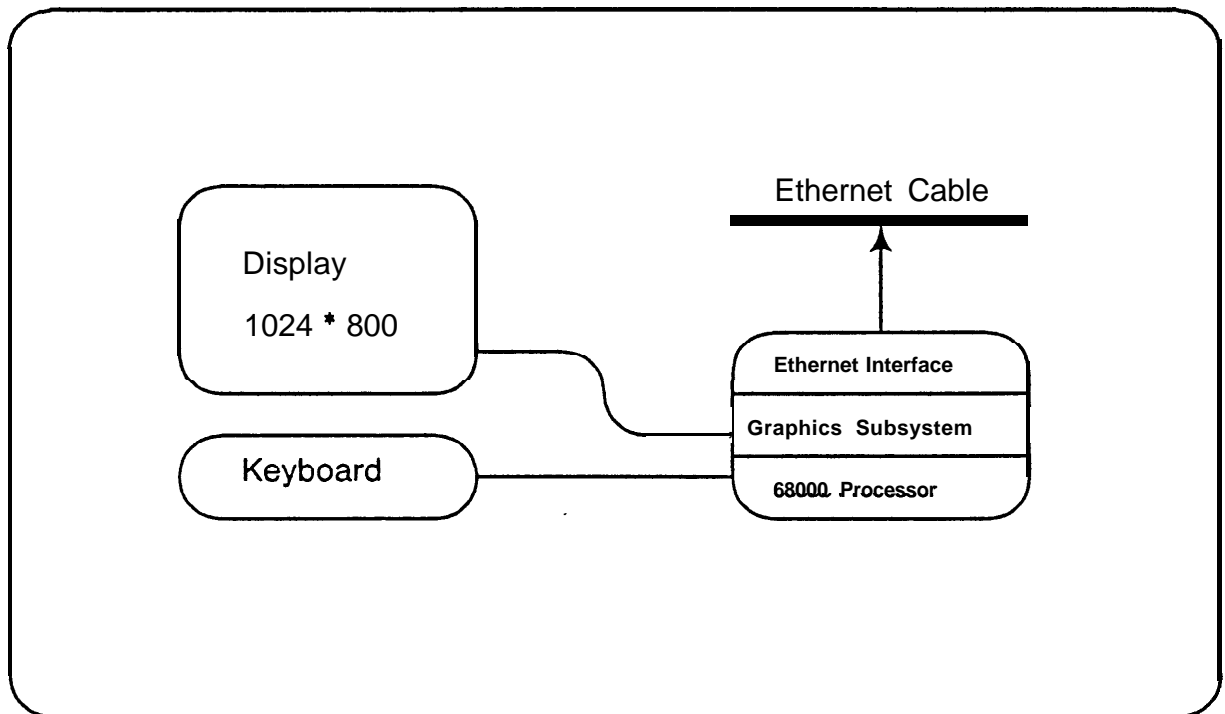 Ethernet Cable
Display
1024 * 800
Ethernet Interface
Graphics Subsystem
Keyboard
68000 Processor